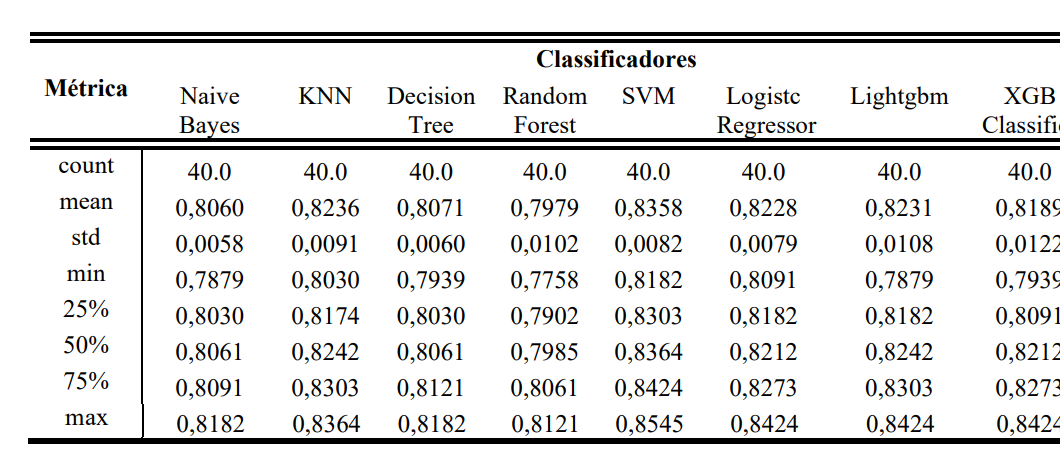 Classificadores
Métrica
Naive Bayes KNN Decision Tree Random Forest SVM Logistc Regressor Lightgbm XGB Classifi
count 40.0 40.0 40.0 40.0 40.0 40.0 40.0 40.0
mean 0,8060 0,8236 0,8071 0,7979 0,8358 0,8228 0,8231 0,8189
std 0,0058 0,0091 0,0060 0,0102 0,0082 0,0079 0,0108 0,0122
min 0,7879 0,8030 0,7939 0,7758 0,8182 0,8091 0,7879 0,7939
25% 0,8030 0,8174 0,8030 0,7902 0,8303 0,8182 0,8182 0,8091
50% 0,8061 0,8242 0,8061 0,7985 0,8364 0,8212 0,8242 0,8212
75% 0,8091 0,8303 0,8121 0,8061 0,8424 0,8273 0,8303 0,8273
max 0,8182 0,8364 0,8182 0,8121 0,8545 0,8424 0,8424 0,8424